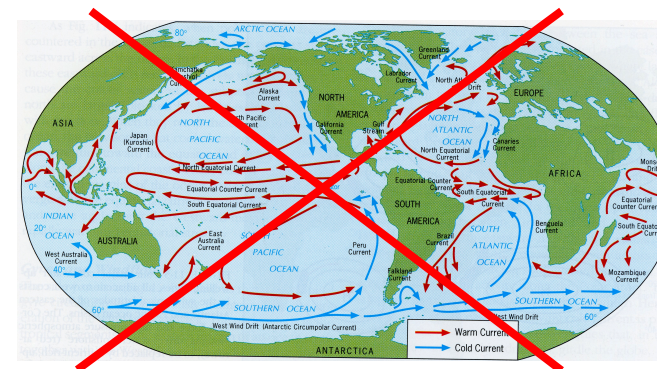 80°
ARCTIC OCEAN
Greenland
Current
Labrador
Current
North
Drift
Alaska
Current
NORTH
AMERICA
EUROPE
ASIA
NORTH
PACIFIC
OCEAN
Pacific
California
Current
Gulf
Stream
NORTH
ATLANTIC
OCEAN
Canaries
Current
Japan
(Kuroshio)
Current
North Equatorial Current
North Equatorial
Current
AFRICA
0°
Equatorial Counter Current
Equatorial Counter
Current
South Equatorial
Equatorial
Counter
Current
South Equatorial Current
SOUTH
AMERICA
INDIAN
OCEAN
20°
AUSTRALIA
East
Australia
Current
PACIFIC
OCEAN
Peru
Current
Brazil
Current
SOUTH
ATLANTIC
OCEAN
Benguela
Current
West Australia
Current
40°
Falkland
Current
Mozambique
Current
60°
SOUTHERN OCEAN
SOUTHERN OCEAN
60°
West Wind Drift (Antarctic Circumpolar Current)
West Wind Drift
ANTARCTICA
Warm Current
Cold Current